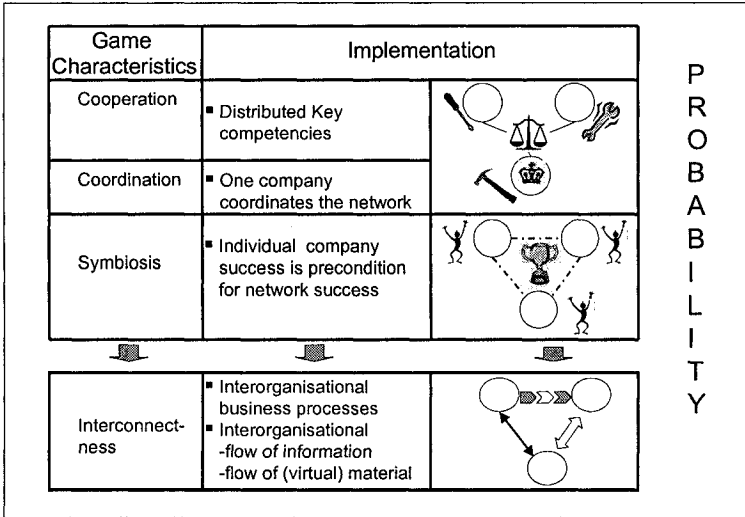 Game
Characteristics
Implementation
Cooperation
▪ Distributed Key
competencies
Coordination
▪ One company
coordinates the network
Symbiosis
▪ Individual company
success is precondition
for network success
Interconnect-
ness
▪ Interorganisational
business processes
▪ Interorganisational
-flow of information
-flow of (virtual) material
P
R
O
B
A
B
I
L
I
T
Y